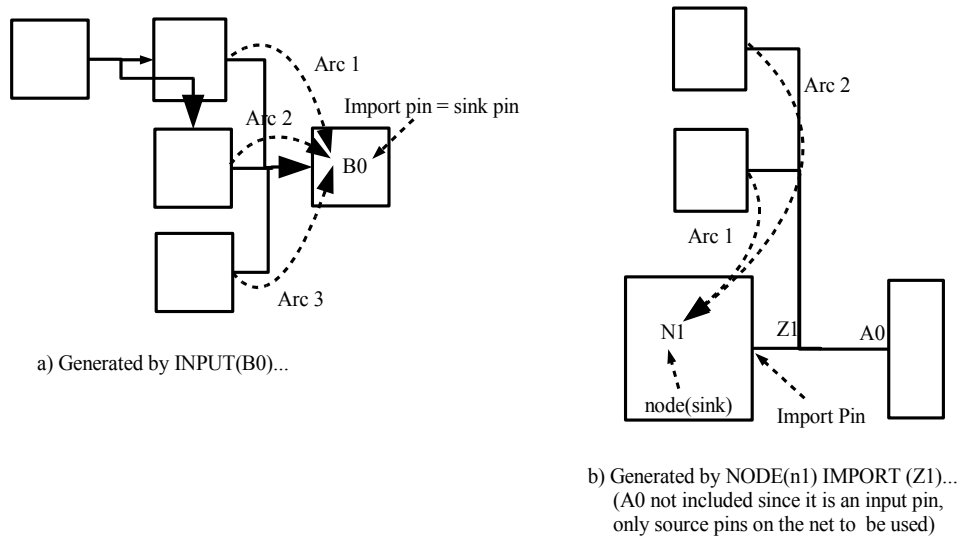 Arc 1
Import pin = sink pin
Arc 2
B0
Arc 3
a) Generated by INPUT(B0)...
Arc 2
Arc 1
N1
Z1
A0
node(sink)
Import Pin
b) Generated by NODE(n1) IMPORT (Z1)...
(A0 not included since it is an input pin,
only source pins on the net to be used)